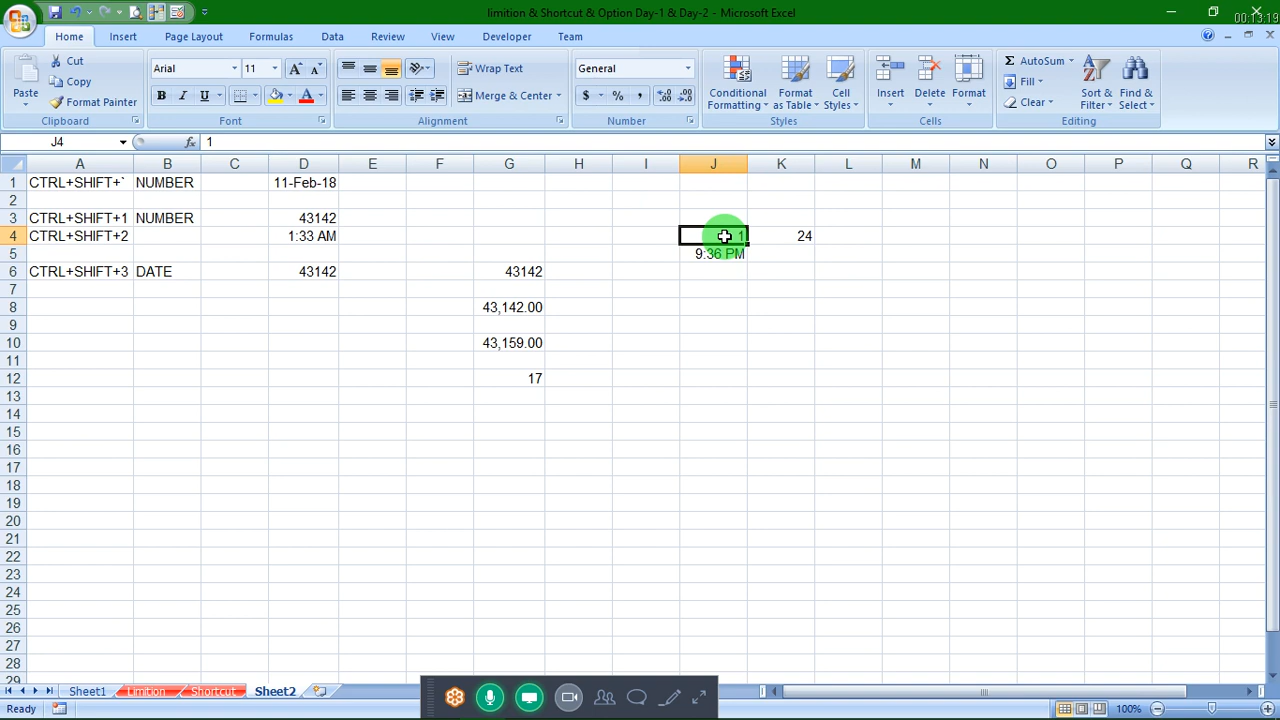 limition & Shortcut & Option Day-1 & Day-2 - Microsoft Excel
00:13:19
Home Insert Page Layout Formulas Data Review View Developer Team
Paste Cut Copy Format Painter Clipboard
Arial 11 B I U A A A Font
Wrap Text Merge & Center Alignment
General $ % , Number
Conditional Formatting Format as Table Cell Styles Styles
Insert Delete Format Cells
Σ AutoSum Fill Clear Sort & Filter Find & Select Editing
J4 fx 1
A B C D E F G H I J K L M N O P Q R
1 CTRL+SHIFT+` NUMBER 11-Feb-18
2
3 CTRL+SHIFT+1 NUMBER 43142
4 CTRL+SHIFT+2 1:33 AM 1 24
5 9:36 PM
6 CTRL+SHIFT+3 DATE 43142 43142
7
8 43,142.00
9
10 43,159.00
11
12 17
13
14
15
16
17
18
19
20
21
22
23
24
25
26
27
28
29
Sheet1 Limition Shortcut Sheet2
Ready 100%